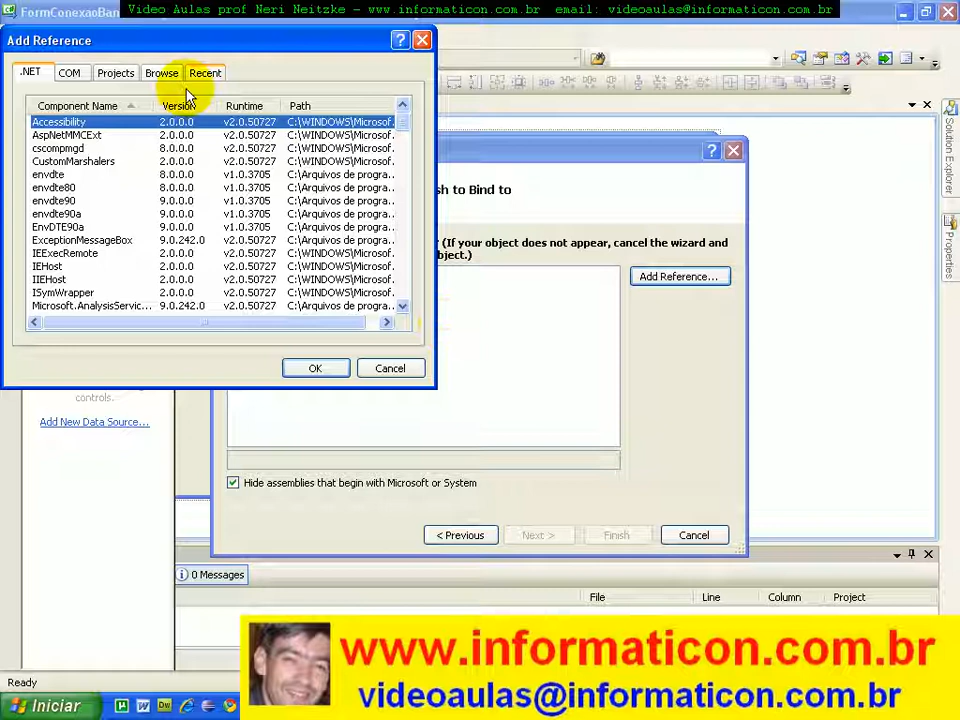 FormConexaoBan
Video Aulas prof Neri Neitzke - www.informaticon.com.br  email: videoaulas@informaticon.com.br
Add Reference
.NET COM Projects Browse Recent
Component Name Version Runtime Path
Accessibility 2.0.0.0 v2.0.50727 C:\WINDOWS\Microsof.
AspNetMMCExt 2.0.0.0 v2.0.50727 C:\WINDOWS\Microsof.
cscompmgd 8.0.0.0 v2.0.50727 C:\WINDOWS\Microsof.
CustomMarshalers 2.0.0.0 v2.0.50727 C:\WINDOWS\Microsof.
envdte 8.0.0.0 v1.0.3705 C:\Arquivos de progra..
envdte80 8.0.0.0 v1.0.3705 C:\Arquivos de progra..
envdte90 9.0.0.0 v1.0.3705 C:\Arquivos de progra..
envdte90a 9.0.0.0 v1.0.3705 C:\Arquivos de progra..
EnvDTE90a 9.0.0.0 v1.0.3705 C:\Arquivos de progra..
ExceptionMessageBox 9.0.242.0 v2.0.50727 C:\Arquivos de progra..
IEExecRemote 2.0.0.0 v2.0.50727 C:\WINDOWS\Microsof.
IEHost 2.0.0.0 v2.0.50727 C:\WINDOWS\Microsof.
IIEHost 2.0.0.0 v2.0.50727 C:\WINDOWS\Microsof.
ISymWrapper 2.0.0.0 v2.0.50727 C:\WINDOWS\Microsof.
Microsoft.AnalysisServic... 9.0.242.0 v2.0.50727 C:\Arquivos de progra..
OK Cancel
sh to Bind to
r (If your object does not appear, cancel the wizard and
bject.)
Add Reference...
Solution Explorer
Properties
controls.
Add New Data Source...
Hide assemblies that begin with Microsoft or System
< Previous Next > Finish Cancel
0 Messages
File Line Column Project
www.informaticon.com.br
videoaulas@informaticon.com.br
Ready
Iniciar